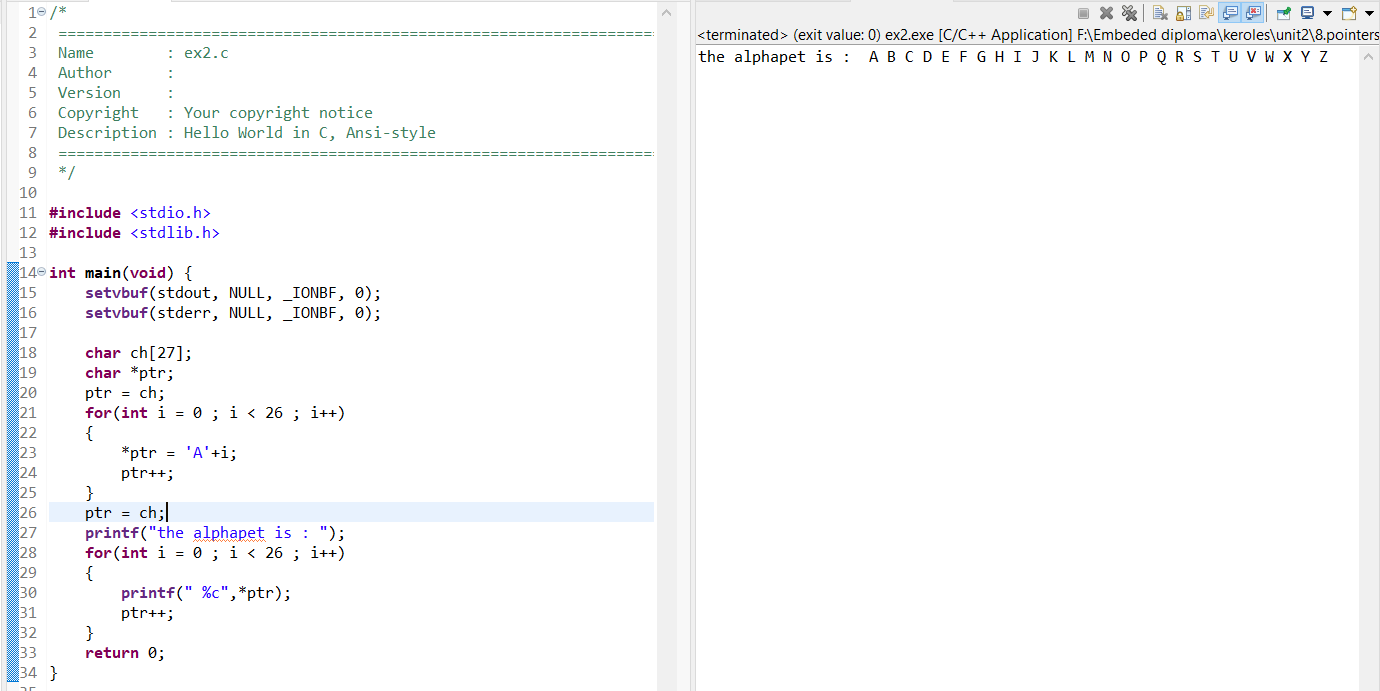 1 /*
2 ==================================================================
3 Name        : ex2.c
4 Author      :
5 Version     :
6 Copyright   : Your copyright notice
7 Description : Hello World in C, Ansi-style
8 ==================================================================
9 */
10
11 #include <stdio.h>
12 #include <stdlib.h>
13
14 int main(void) {
15     setvbuf(stdout, NULL, _IONBF, 0);
16     setvbuf(stderr, NULL, _IONBF, 0);
17
18     char ch[27];
19     char *ptr;
20     ptr = ch;
21     for(int i = 0 ; i < 26 ; i++)
22     {
23         *ptr = 'A'+i;
24         ptr++;
25     }
26     ptr = ch;
27     printf("the alphapet is : ");
28     for(int i = 0 ; i < 26 ; i++)
29     {
30         printf(" %c",*ptr);
31         ptr++;
32     }
33     return 0;
34 }
<terminated> (exit value: 0) ex2.exe [C/C++ Application] F:\Embeded diploma\keroles\unit2\8.pointers
the alphapet is :  A B C D E F G H I J K L M N O P Q R S T U V W X Y Z